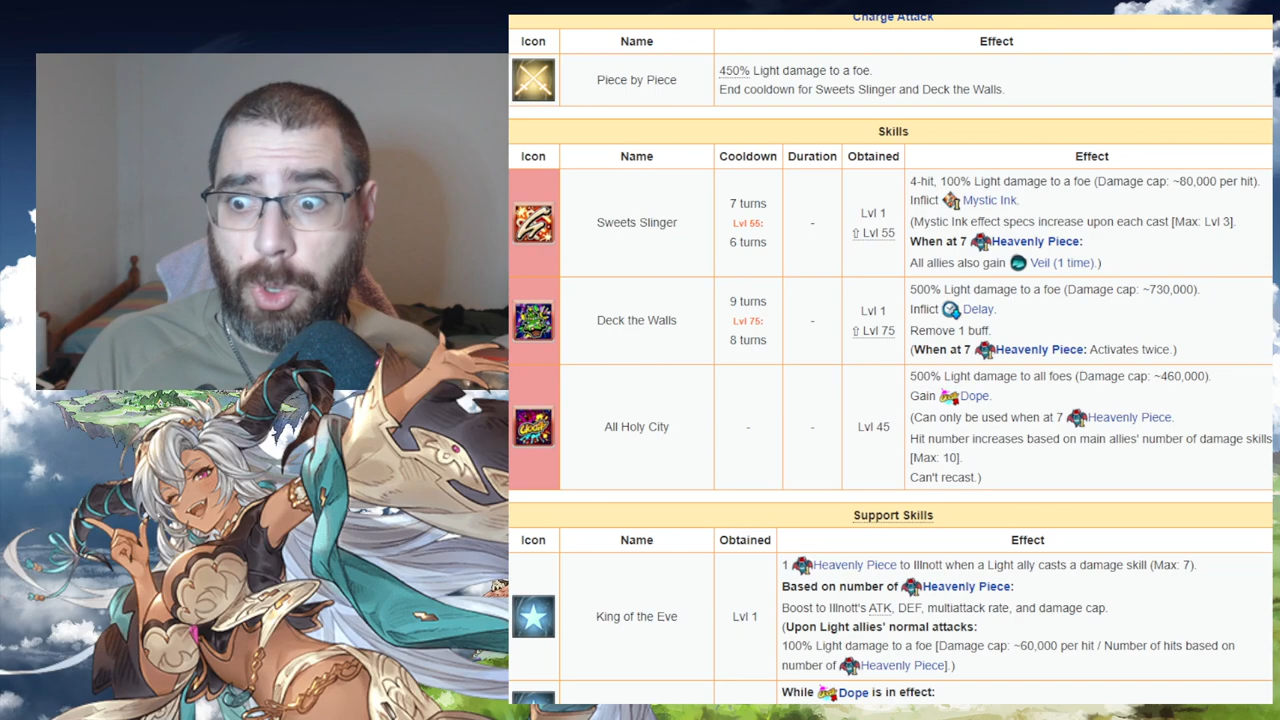 Charge Attack
Icon Name Effect
Piece by Piece
450% Light damage to a foe.
End cooldown for Sweets Slinger and Deck the Walls.
Skills
Icon Name Cooldown Duration Obtained Effect
Sweets Slinger
7 turns
Lvl 55:
6 turns
-
Lvl 1
⇧ Lvl 55
4-hit, 100% Light damage to a foe (Damage cap: ~80,000 per hit).
Inflict Mystic Ink.
(Mystic Ink effect specs increase upon each cast [Max: Lvl 3].
When at 7 Heavenly Piece:
All allies also gain Veil (1 time).)
Deck the Walls
9 turns
Lvl 75:
8 turns
-
Lvl 1
⇧ Lvl 75
500% Light damage to a foe (Damage cap: ~730,000).
Inflict Delay.
Remove 1 buff.
(When at 7 Heavenly Piece: Activates twice.)
All Holy City
-
-
Lvl 45
500% Light damage to all foes (Damage cap: ~460,000).
Gain Dope.
(Can only be used when at 7 Heavenly Piece.
Hit number increases based on main allies' number of damage skills
[Max: 10].
Can't recast.)
Support Skills
Icon Name Obtained Effect
King of the Eve
Lvl 1
1 Heavenly Piece to Illnott when a Light ally casts a damage skill (Max: 7).
Based on number of Heavenly Piece:
Boost to Illnott's ATK, DEF, multiattack rate, and damage cap.
(Upon Light allies' normal attacks:
100% Light damage to a foe [Damage cap: ~60,000 per hit / Number of hits based on
number of Heavenly Piece].)
While Dope is in effect: